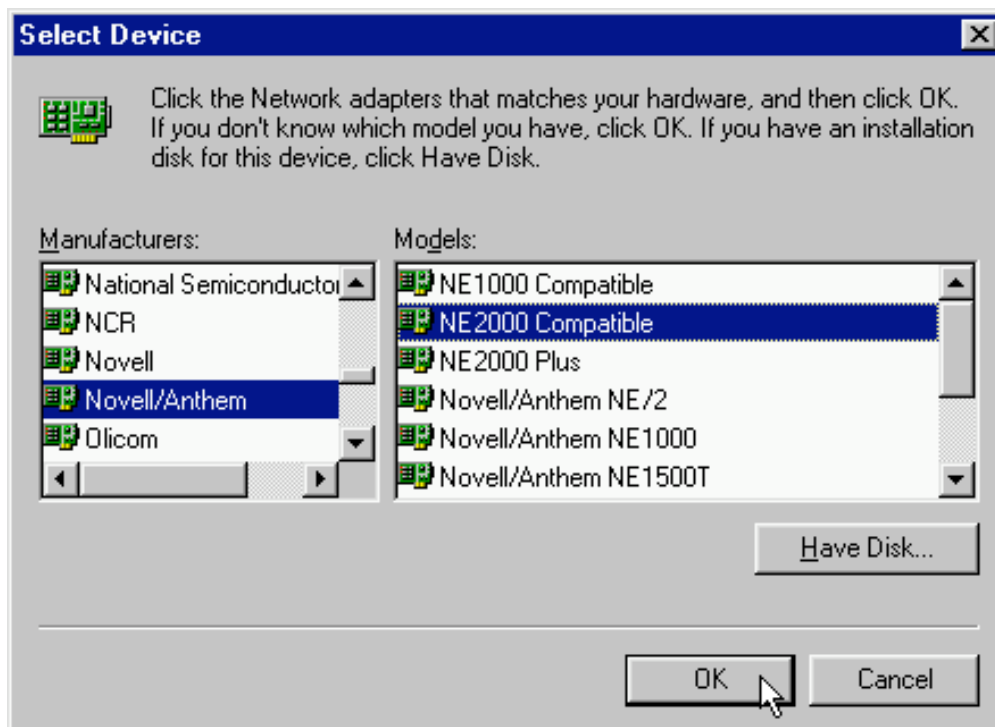 Select Device
Click the Network adapters that matches your hardware, and then click OK.
If you don't know which model you have, click OK. If you have an installation
disk for this device, click Have Disk.
Manufacturers:
Models:
National Semiconductor
NCR
Novell
Novell/Anthem
Olicom
NE1000 Compatible
NE2000 Compatible
NE2000 Plus
Novell/Anthem NE/2
Novell/Anthem NE1000
Novell/Anthem NE1500T
Have Disk...
OK
Cancel